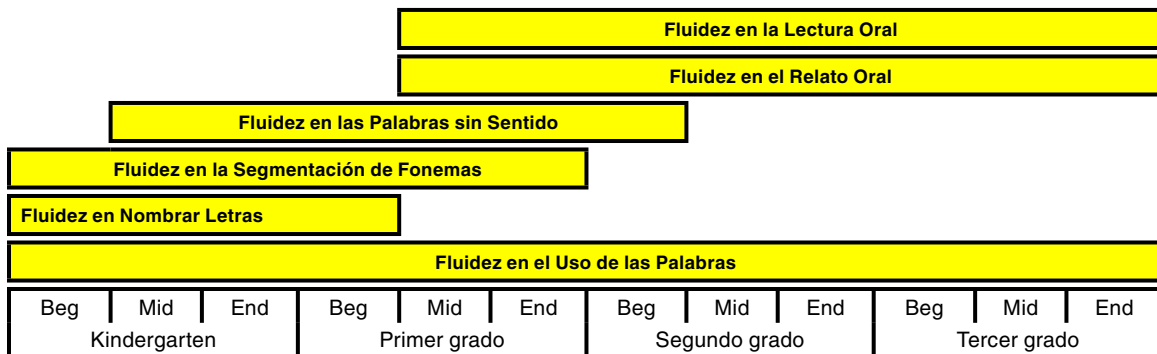 Fluidez en la Lectura Oral
Fluidez en el Relato Oral
Fluidez en las Palabras sin Sentido
Fluidez en la Segmentación de Fonemas
Fluidez en Nombrar Letras
Fluidez en el Uso de las Palabras
Beg Mid End Beg Mid End Beg Mid End Beg Mid End
Kindergarten Primer grado Segundo grado Tercer grado